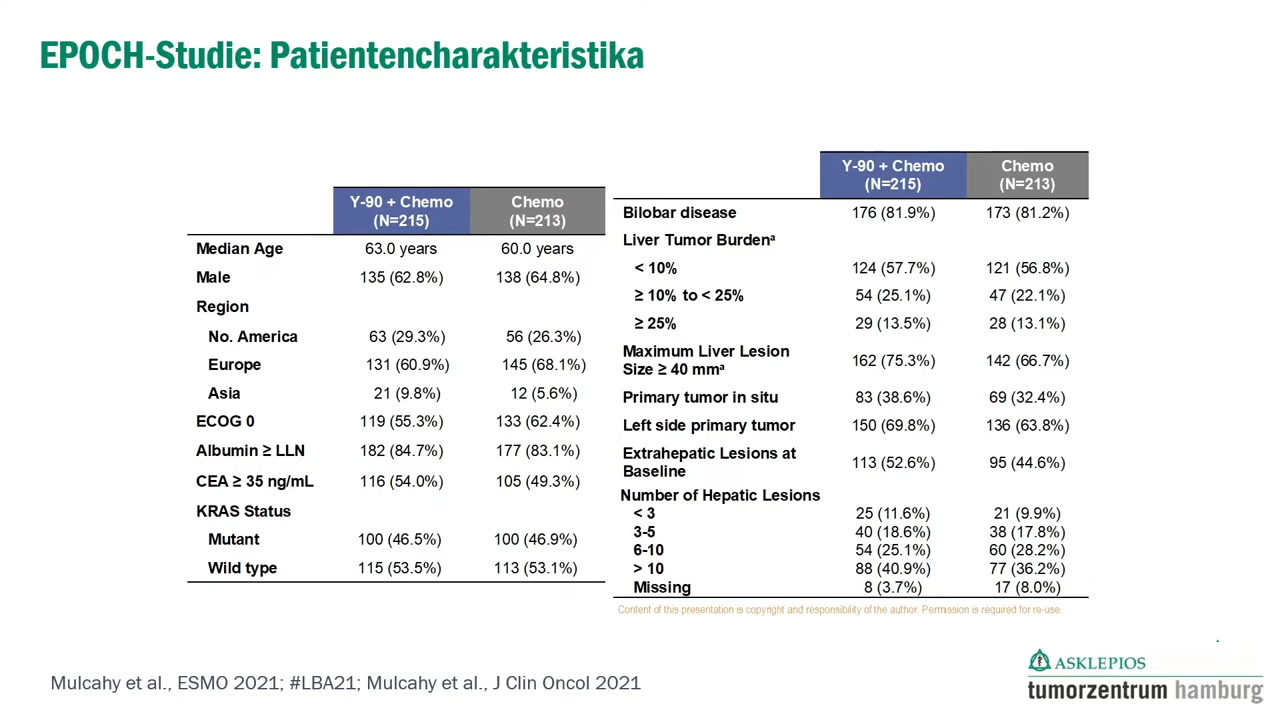 EPOCH-Studie: Patientencharakteristika
Y-90 + Chemo Chemo
(N=215) (N=213)
Median Age 63.0 years 60.0 years
Male 135 (62.8%) 138 (64.8%)
Region
No. America 63 (29.3%) 56 (26.3%)
Europe 131 (60.9%) 145 (68.1%)
Asia 21 (9.8%) 12 (5.6%)
ECOG 0 119 (55.3%) 133 (62.4%)
Albumin ≥ LLN 182 (84.7%) 177 (83.1%)
CEA ≥ 35 ng/mL 116 (54.0%) 105 (49.3%)
KRAS Status
Mutant 100 (46.5%) 100 (46.9%)
Wild type 115 (53.5%) 113 (53.1%)
Y-90 + Chemo Chemo
(N=215) (N=213)
Bilobar disease 176 (81.9%) 173 (81.2%)
Liver Tumor Burdenᵃ
< 10% 124 (57.7%) 121 (56.8%)
≥ 10% to < 25% 54 (25.1%) 47 (22.1%)
≥ 25% 29 (13.5%) 28 (13.1%)
Maximum Liver Lesion
Size ≥ 40 mmᵃ 162 (75.3%) 142 (66.7%)
Primary tumor in situ 83 (38.6%) 69 (32.4%)
Left side primary tumor 150 (69.8%) 136 (63.8%)
Extrahepatic Lesions at
Baseline 113 (52.6%) 95 (44.6%)
Number of Hepatic Lesions
< 3 25 (11.6%) 21 (9.9%)
3-5 40 (18.6%) 38 (17.8%)
6-10 54 (25.1%) 60 (28.2%)
> 10 88 (40.9%) 77 (36.2%)
Missing 8 (3.7%) 17 (8.0%)
Content of this presentation is copyright and responsibility of the author. Permission is required for re-use.
Mulcahy et al., ESMO 2021; #LBA21; Mulcahy et al., J Clin Oncol 2021
ASKLEPIOS
tumorzentrum hamburg